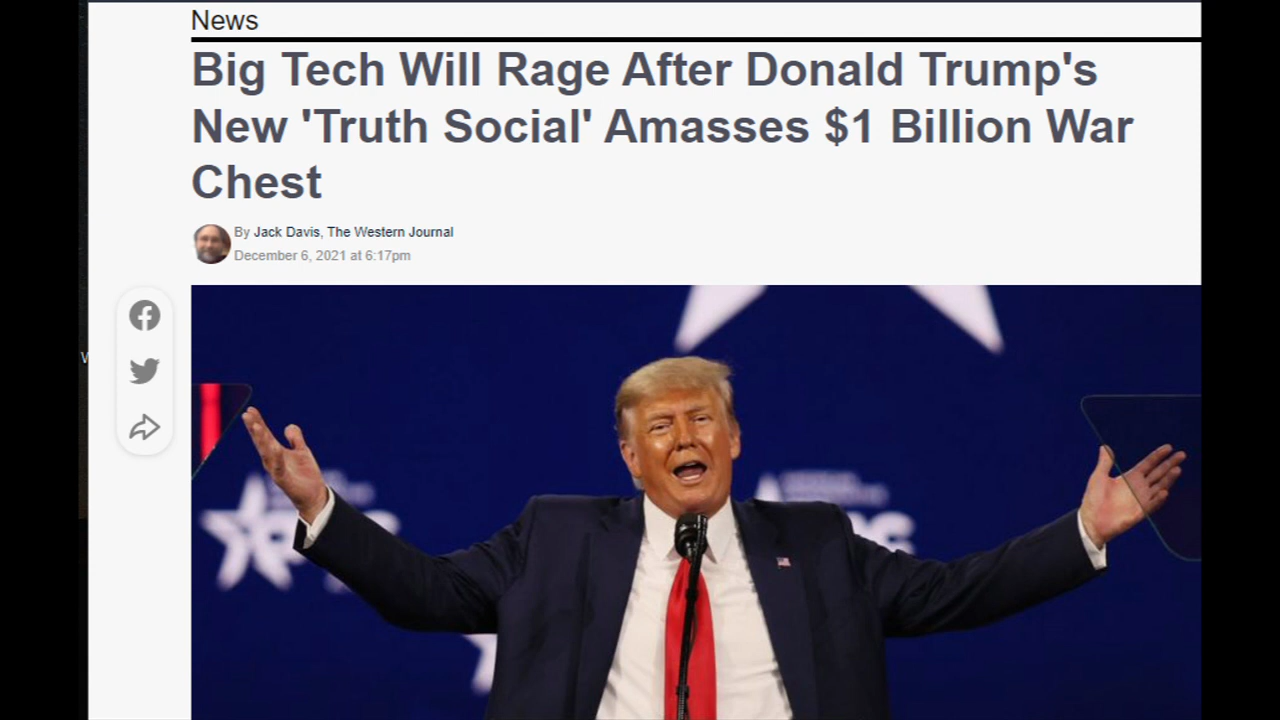 News
Big Tech Will Rage After Donald Trump's
New 'Truth Social' Amasses $1 Billion War
Chest
By Jack Davis, The Western Journal
December 6, 2021 at 6:17pm